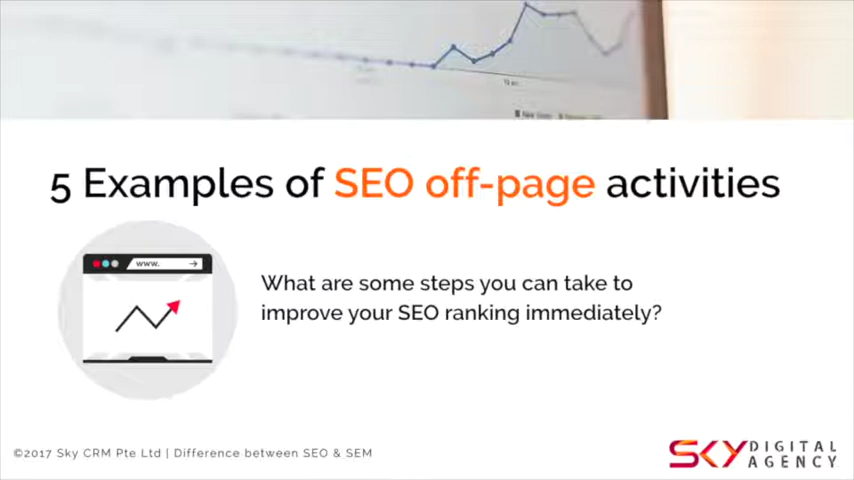 5 Examples of SEO off-page activities
www.
What are some steps you can take to
improve your SEO ranking immediately?
©2017 Sky CRM Pte Ltd | Difference between SEO & SEM
SKY DIGITAL
AGENCY